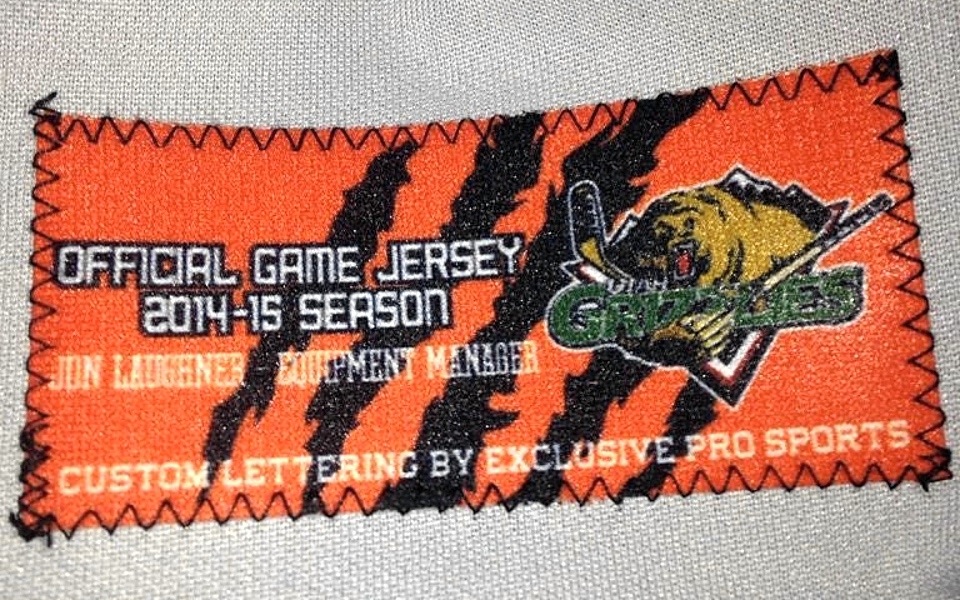 OFFICIAL GAME JERSEY
2014-15 SEASON
JON LAUGHNER - EQUIPMENT MANAGER
UTAH
GRIZZLIES
CUSTOM LETTERING BY EXCLUSIVE PRO SPORTS